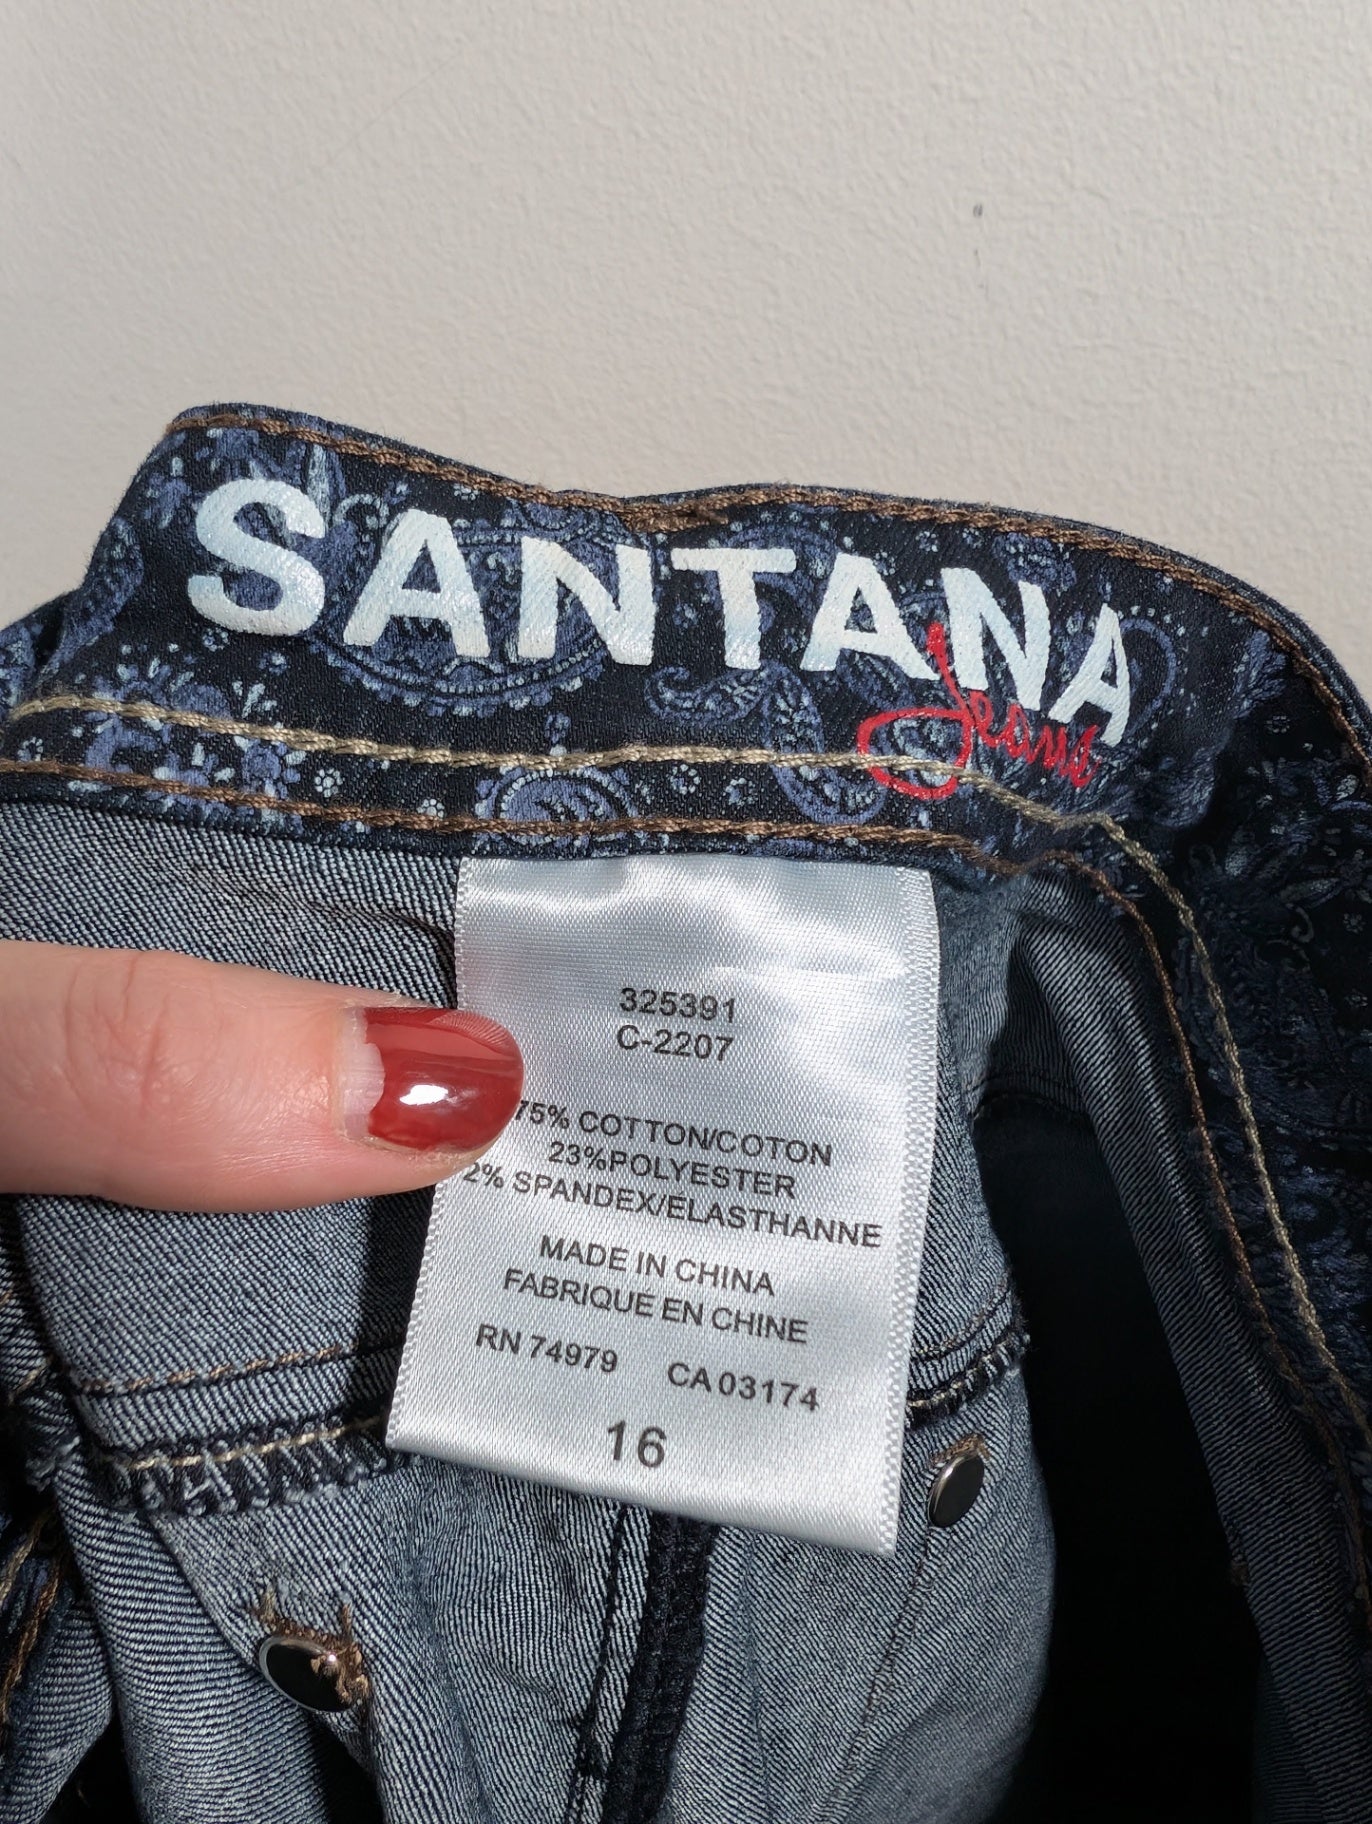 SANTANA
Jeans
325391
C-2207
75% COTTON/COTON
23%POLYESTER
2% SPANDEX/ELASTHANNE
MADE IN CHINA
FABRIQUE EN CHINE
RN 74979 CA 03174
16